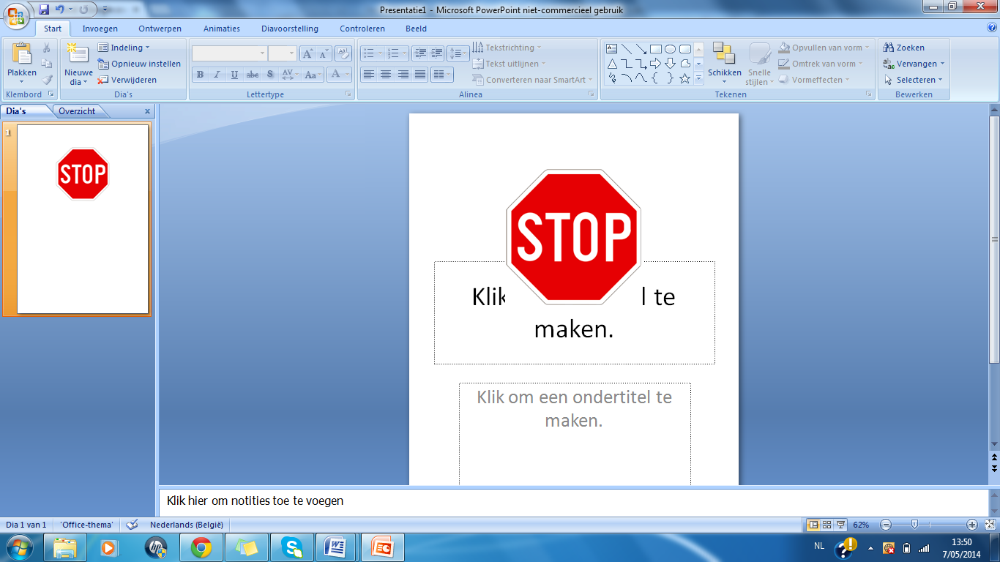 Presentatie1 - Microsoft PowerPoint niet-commercieel gebruik
Start Invoegen Ontwerpen Animaties Diavoorstelling Controleren Beeld
Plakken
Klembord
Nieuwe dia
Indeling
Opnieuw instellen
Verwijderen
Dia's
B I U abc S AV Aa A
Lettertype
Tekstrichting
Tekst uitlijnen
Converteren naar SmartArt
Alinea
Schikken
Snelle stijlen
Opvullen van vorm
Omtrek van vorm
Vormeffecten
Tekenen
Zoeken
Vervangen
Selecteren
Bewerken
Dia's Overzicht x
1
STOP
STOP
Klik l te
maken.
Klik om een ondertitel te
maken.
Klik hier om notities toe te voegen
Dia 1 van 1 'Office-thema' Nederlands (België) 62%
NL 13:50
7/05/2014